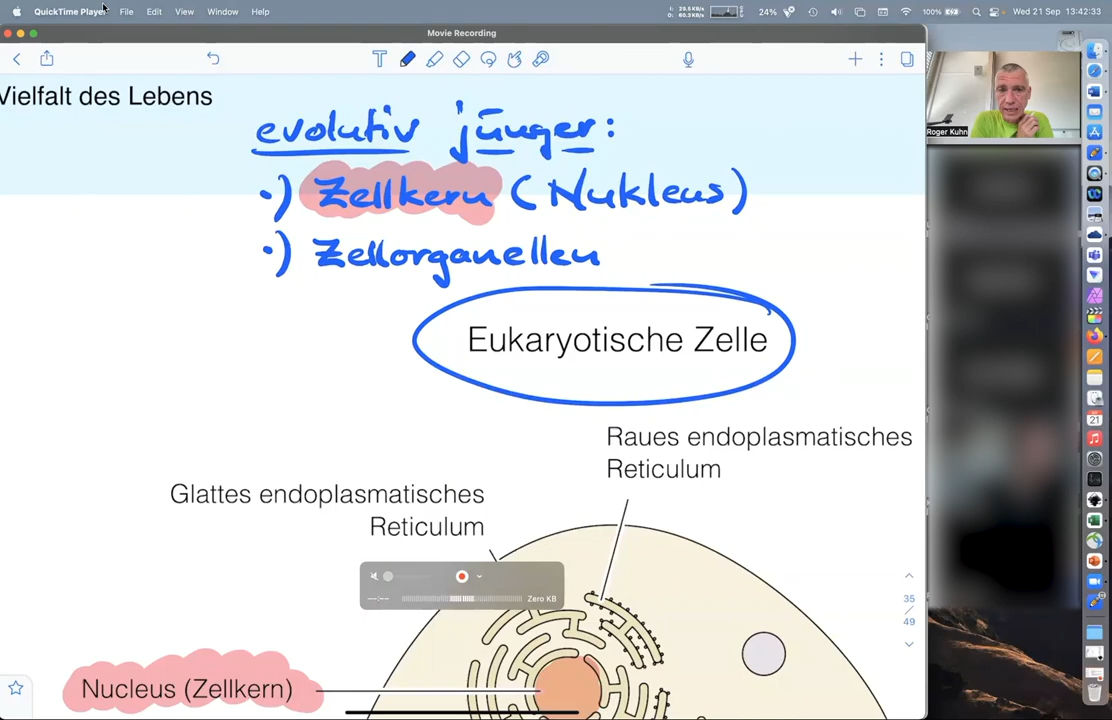 QuickTime Player File Edit View Window Help
24% 100% Wed 21 Sep 13:42:33
Movie Recording
Vielfalt des Lebens
evolutiv jünger:
•) Zellkern (Nukleus)
•) Zellorganellen
Eukaryotische Zelle
Raues endoplasmatisches
Reticulum
Glattes endoplasmatisches
Reticulum
--:-- Zero KB
Nucleus (Zellkern)
35
/
49
Roger Kuhn
21